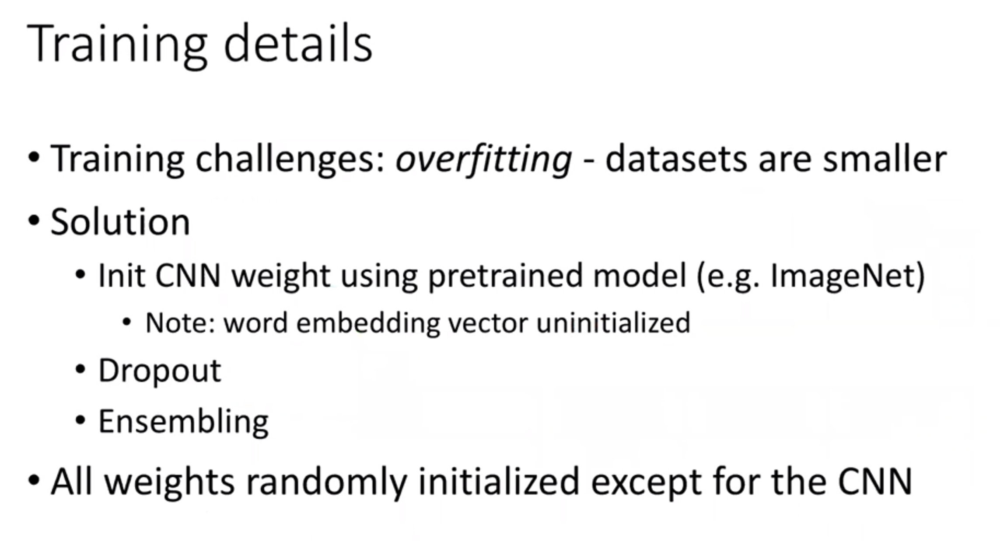 Training details
• Training challenges: overfitting - datasets are smaller
• Solution
• Init CNN weight using pretrained model (e.g. ImageNet)
• Note: word embedding vector uninitialized
• Dropout
• Ensembling
• All weights randomly initialized except for the CNN